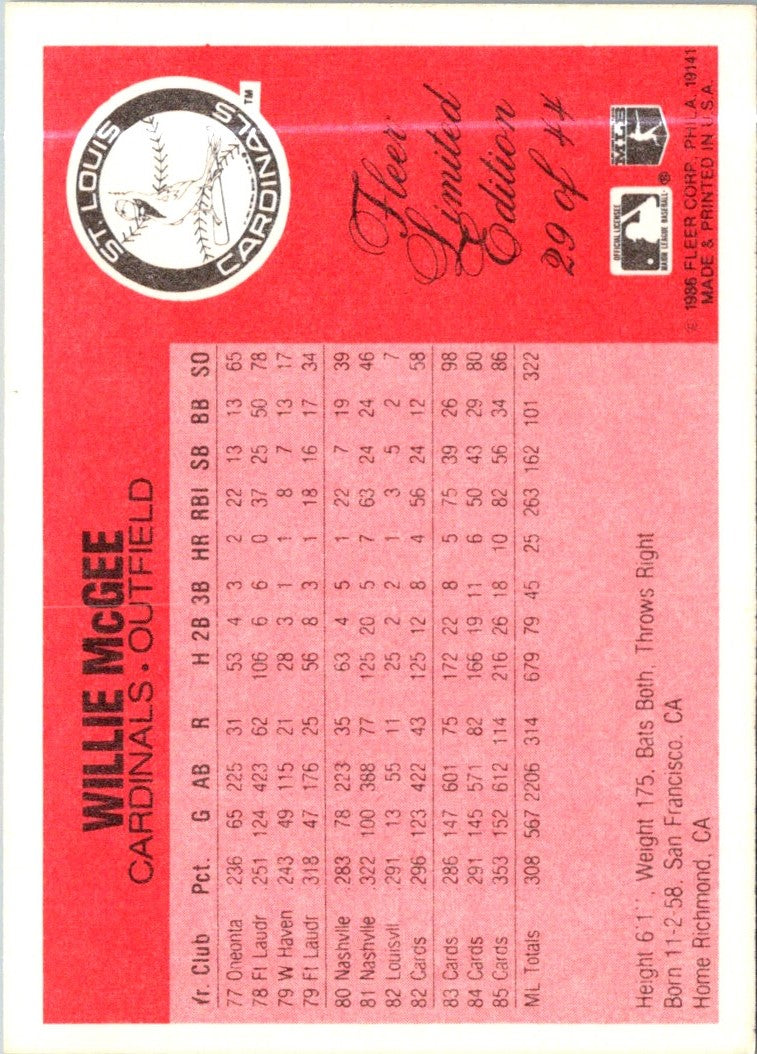 WILLIE McGEE
CARDINALS • OUTFIELD
ST. LOUIS
CARDINALS
TM
Yr. Club Pct. G AB R H 2B 3B HR RBI SB BB SO
77 Oneonta 236 65 225 31 53 4 3 2 22 13 13 65
78 Ft Laudr 251 124 423 62 106 6 6 0 37 25 50 78
79 W Haven 243 49 115 21 28 3 1 1 8 7 13 17
79 Ft Laudr 318 47 176 25 56 8 3 1 18 16 17 34
80 Nashvlle 283 78 223 35 63 4 5 1 22 7 19 39
81 Nashvlle 322 100 388 77 125 20 5 7 63 24 24 46
82 Louisvll 291 13 55 11 25 2 2 1 3 5 2 7
82 Cards 296 123 422 43 125 12 8 4 56 24 12 58
83 Cards 286 147 601 75 172 22 8 5 75 39 26 98
84 Cards 291 145 571 82 166 19 11 6 50 43 29 80
85 Cards 353 152 612 114 216 26 18 10 82 56 34 86
ML Totals 308 567 2206 314 679 79 45 25 263 162 101 322
Fleer
Limited
Edition
29 of 44
Height 6'1'', Weight 175, Bats Both, Throws Right
Born 11-2-58, San Francisco, CA
Home Richmond, CA
OFFICIAL LICENSEE
MAJOR LEAGUE BASEBALL
®
MLB
© 1986 FLEER CORP., PHILA. 19141
MADE & PRINTED IN U.S.A.